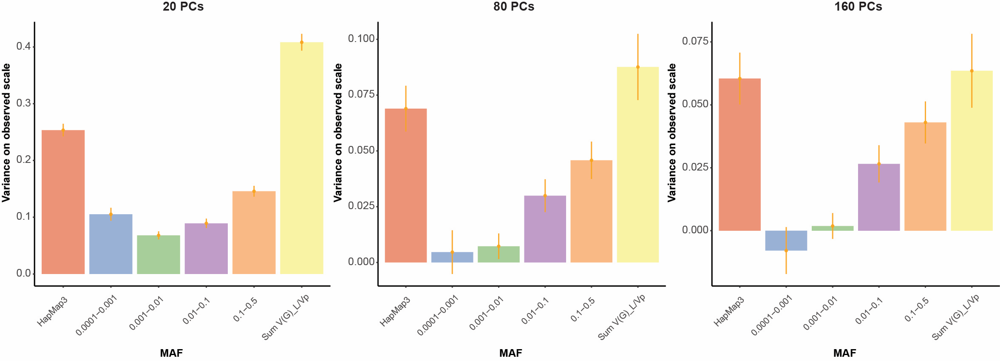 20 PCs
Variance on observed scale
0.4
0.3
0.2
0.1
0.0
HapMap3
0.0001−0.001
0.001−0.01
0.01−0.1
0.1−0.5
Sum V(G)_L/Vp
MAF
80 PCs
Variance on observed scale
0.100
0.075
0.050
0.025
0.000
HapMap3
0.0001−0.001
0.001−0.01
0.01−0.1
0.1−0.5
Sum V(G)_L/Vp
MAF
160 PCs
Variance on observed scale
0.075
0.050
0.025
0.000
HapMap3
0.0001−0.001
0.001−0.01
0.01−0.1
0.1−0.5
Sum V(G)_L/Vp
MAF